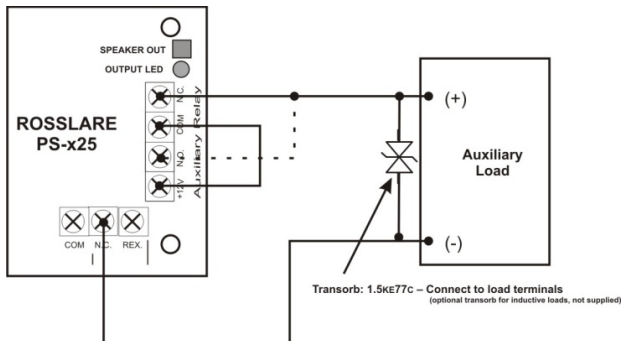 SPEAKER OUT
OUTPUT LED
ROSSLARE
PS-x25
N.C.
COM
N.O.
+12V
Auxiliary Relay
COM
N.C.
REX.
(+)
Auxiliary
Load
(-)
Transorb: 1.5KE77C – Connect to load terminals
(optional transorb for inductive loads, not supplied)